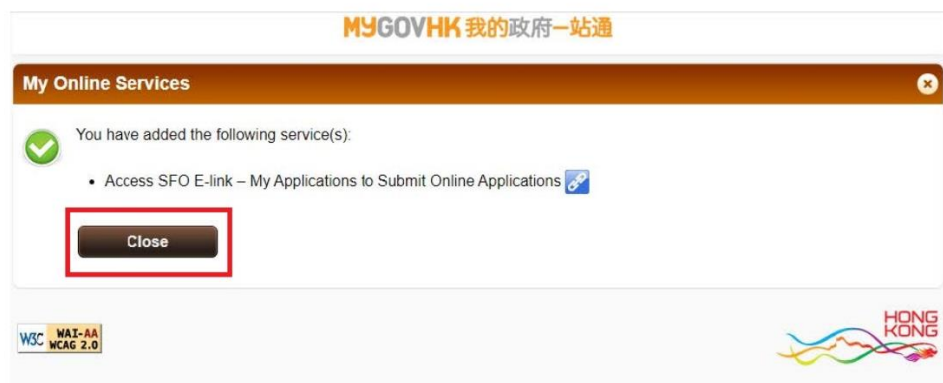 MYGOVHK 我的政府一站通
My Online Services
You have added the following service(s):
• Access SFO E-link – My Applications to Submit Online Applications
Close
W3C WAI-AA
WCAG 2.0
HONG
KONG